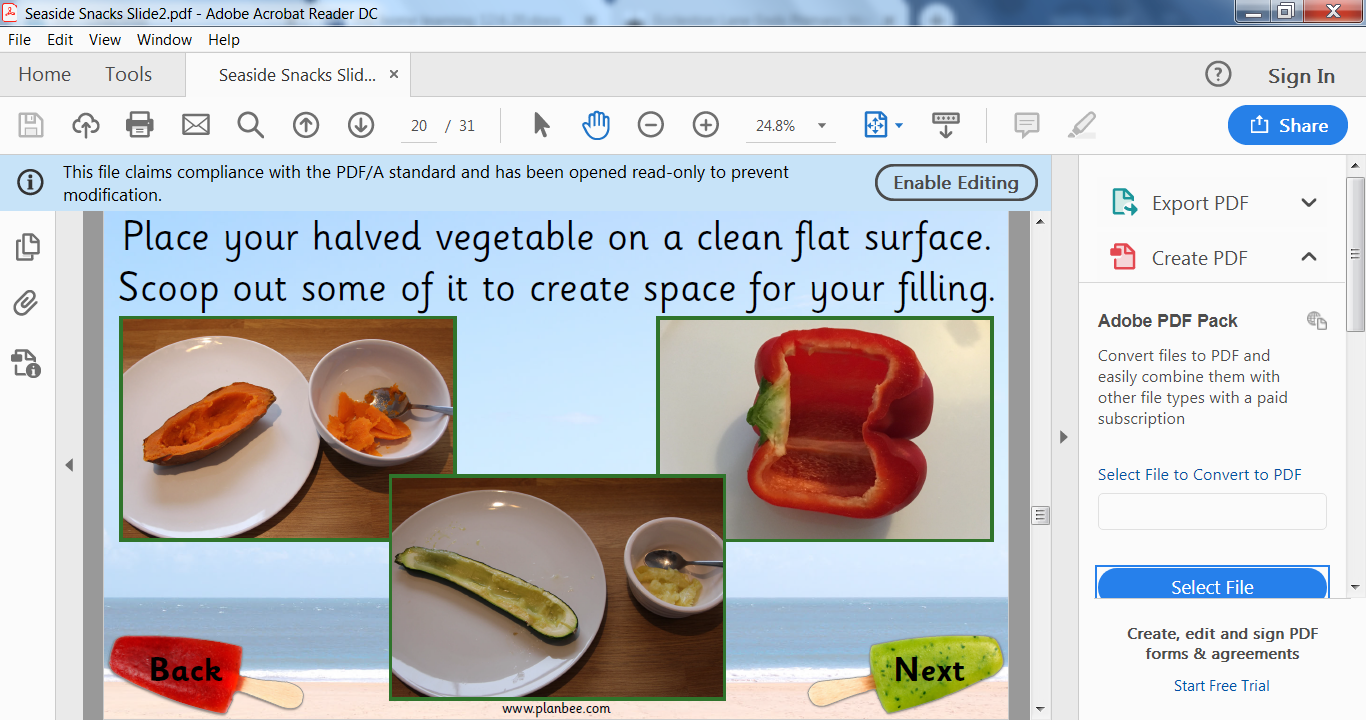 Seaside Snacks Slide2.pdf - Adobe Acrobat Reader DC
File Edit View Window Help
Home Tools Seaside Snacks Slid... ×
? Sign In
20 / 31 24.8% Share
This file claims compliance with the PDF/A standard and has been opened read-only to prevent
modification.
Enable Editing
Place your halved vegetable on a clean flat surface.
Scoop out some of it to create space for your filling.
Back
Next
www.planbee.com
Export PDF
Create PDF
Adobe PDF Pack
Convert files to PDF and
easily combine them with
other file types with a paid
subscription
Select File to Convert to PDF
Select File
Create, edit and sign PDF
forms & agreements
Start Free Trial